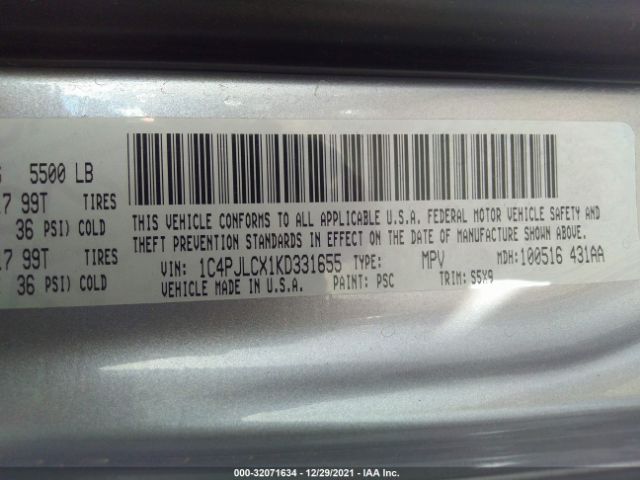 5500 LB
99T TIRES
36 PSI) COLD
99T TIRES
36 PSI) COLD
THIS VEHICLE CONFORMS TO ALL APPLICABLE U.S.A. FEDERAL MOTOR VEHICLE SAFETY AND
THEFT PREVENTION STANDARDS IN EFFECT ON THE DATE OF MANUFACTURE SHOWN ABOVE.
VIN: 1C4PJLCX1KD331655 TYPE: MPV MDH:100516 431AA
VEHICLE MADE IN U.S.A. PAINT: PSC TRIM: S5X9
000-32071634 - 12/29/2021 - IAA Inc.